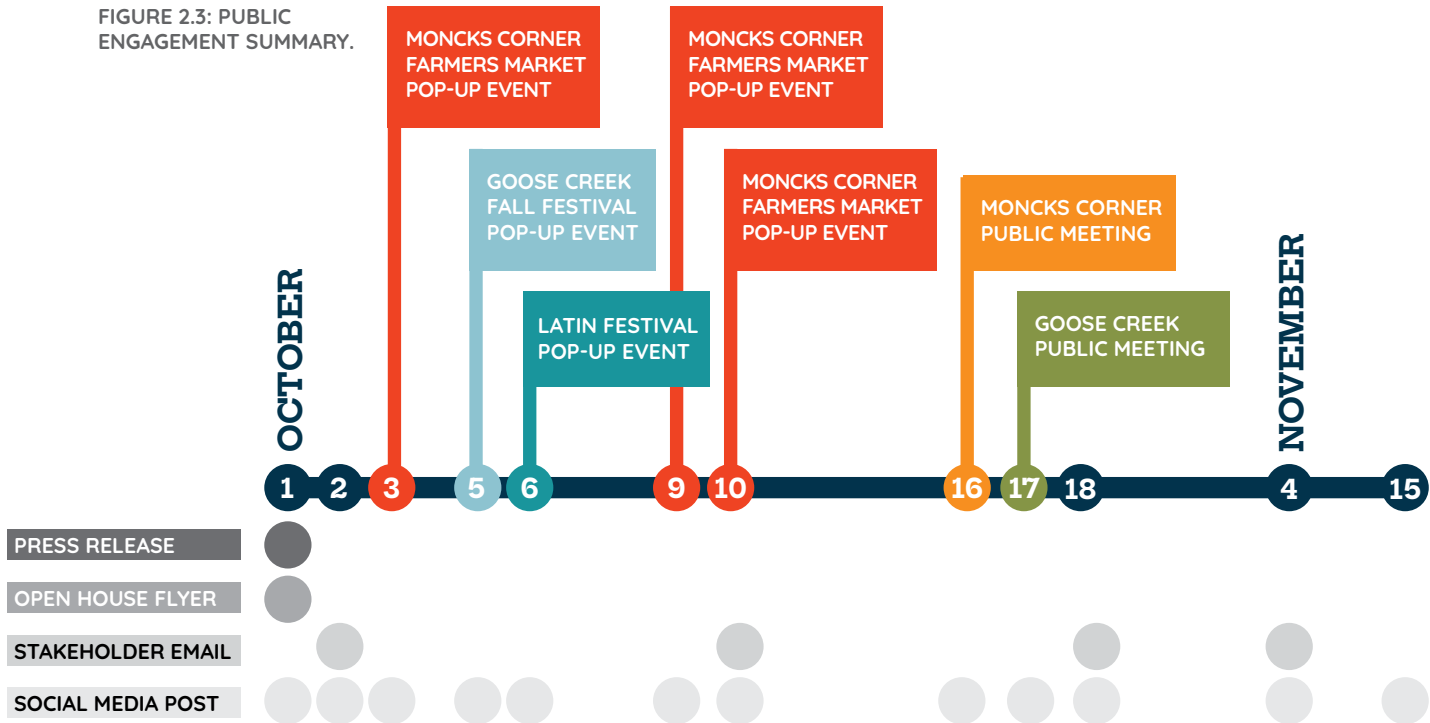 FIGURE 2.3: PUBLIC
ENGAGEMENT SUMMARY.
MONCKS CORNER
FARMERS MARKET
POP-UP EVENT
MONCKS CORNER
FARMERS MARKET
POP-UP EVENT
GOOSE CREEK
FALL FESTIVAL
POP-UP EVENT
MONCKS CORNER
FARMERS MARKET
POP-UP EVENT
MONCKS CORNER
PUBLIC MEETING
LATIN FESTIVAL
POP-UP EVENT
GOOSE CREEK
PUBLIC MEETING
OCTOBER
NOVEMBER
1 2 3 5 6 9 10 16 17 18 4 15
PRESS RELEASE
OPEN HOUSE FLYER
STAKEHOLDER EMAIL
SOCIAL MEDIA POST